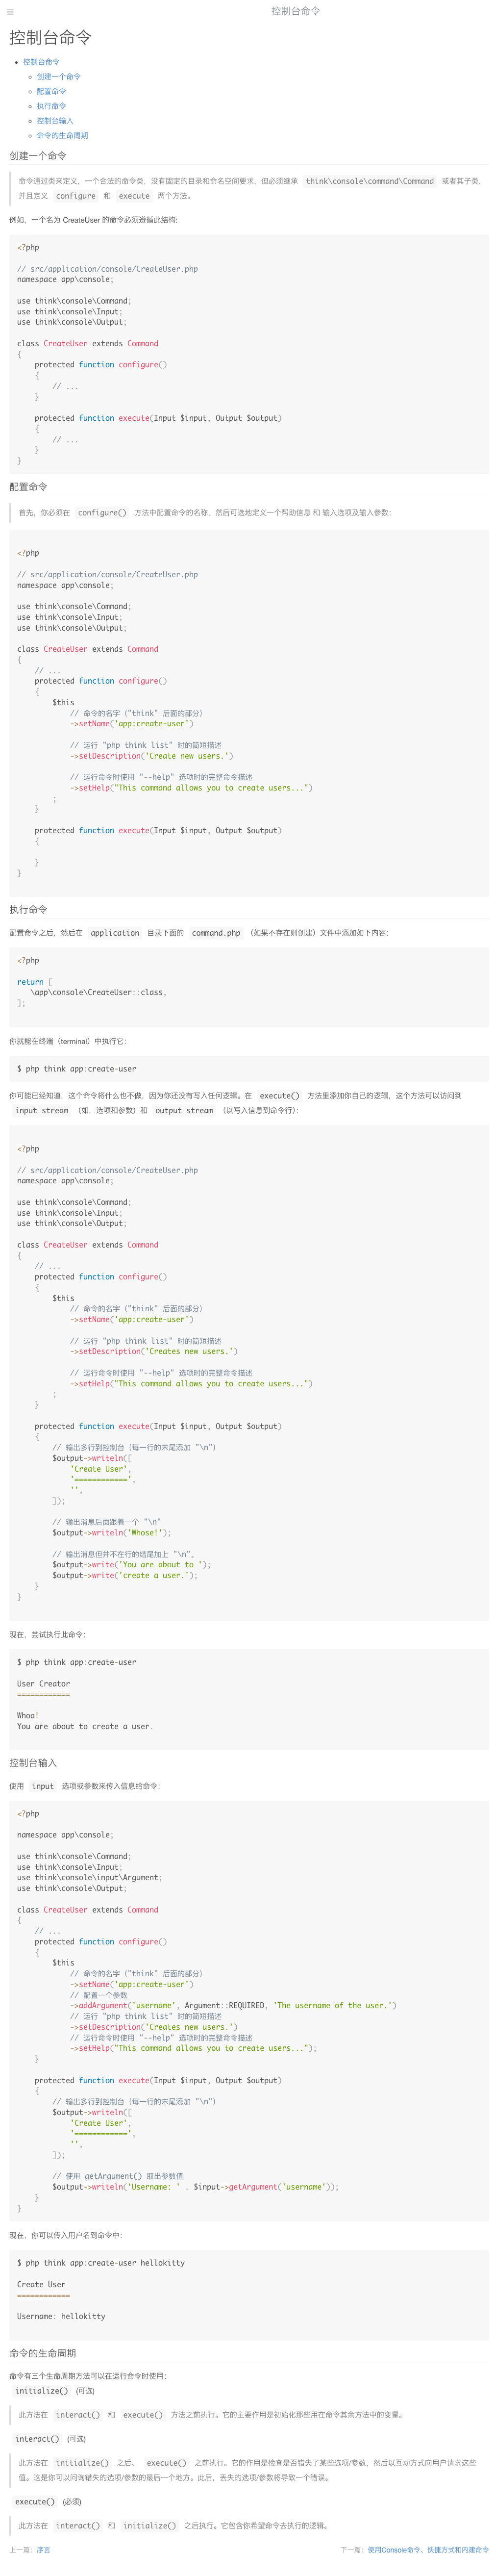 控制台命令
控制台命令
控制台命令
创建一个命令
配置命令
执行命令
控制台输入
命令的生命周期
创建一个命令
命令通过类来定义，一个合法的命令类，没有固定的目录和命名空间要求，但必须继承 think\console\command\Command 或者其子类，
并且定义 configure 和 execute 两个方法。
例如，一个名为 CreateUser 的命令必须遵循此结构:
<?php
// src/application/console/CreateUser.php
namespace app\console;
use think\console\Command;
use think\console\Input;
use think\console\Output;
class CreateUser extends Command
{
protected function configure()
{
// ...
}
protected function execute(Input $input, Output $output)
{
// ...
}
}
配置命令
首先，你必须在 configure() 方法中配置命令的名称，然后可选地定义一个帮助信息 和 输入选项及输入参数：
<?php
// src/application/console/CreateUser.php
namespace app\console;
use think\console\Command;
use think\console\Input;
use think\console\Output;
class CreateUser extends Command
{
// ...
protected function configure()
{
$this
// 命令的名字（"think" 后面的部分）
->setName('app:create-user')
// 运行 "php think list" 时的简短描述
->setDescription('Create new users.')
// 运行命令时使用 "--help" 选项时的完整命令描述
->setHelp("This command allows you to create users...")
;
}
protected function execute(Input $input, Output $output)
{
}
}
执行命令
配置命令之后，然后在 application 目录下面的 command.php （如果不存在则创建）文件中添加如下内容：
<?php
return [
\app\console\CreateUser::class,
];
你就能在终端（terminal）中执行它：
$ php think app:create-user
你可能已经知道，这个命令将什么也不做，因为你还没有写入任何逻辑。在 execute() 方法里添加你自己的逻辑，这个方法可以访问到
input stream （如，选项和参数）和 output stream （以写入信息到命令行）：
<?php
// src/application/console/CreateUser.php
namespace app\console;
use think\console\Command;
use think\console\Input;
use think\console\Output;
class CreateUser extends Command
{
// ...
protected function configure()
{
$this
// 命令的名字（"think" 后面的部分）
->setName('app:create-user')
// 运行 "php think list" 时的简短描述
->setDescription('Creates new users.')
// 运行命令时使用 "--help" 选项时的完整命令描述
->setHelp("This command allows you to create users...")
;
}
protected function execute(Input $input, Output $output)
{
// 输出多行到控制台（每一行的末尾添加 "\n"）
$output->writeln([
'Create User',
'============',
'',
]);
// 输出消息后面跟着一个 "\n"
$output->writeln('Whose!');
// 输出消息但并不在行的结尾加上 "\n"。
$output->write('You are about to ');
$output->write('create a user.');
}
}
现在，尝试执行此命令：
$ php think app:create-user
User Creator
============
Whoa!
You are about to create a user.
控制台输入
使用 input 选项或参数来传入信息给命令：
<?php
namespace app\console;
use think\console\Command;
use think\console\Input;
use think\console\input\Argument;
use think\console\Output;
class CreateUser extends Command
{
// ...
protected function configure()
{
$this
// 命令的名字（"think" 后面的部分）
->setName('app:create-user')
// 配置一个参数
->addArgument('username', Argument::REQUIRED, 'The username of the user.')
// 运行 "php think list" 时的简短描述
->setDescription('Creates new users.')
// 运行命令时使用 "--help" 选项时的完整命令描述
->setHelp("This command allows you to create users...");
}
protected function execute(Input $input, Output $output)
{
// 输出多行到控制台（每一行的末尾添加 "\n"）
$output->writeln([
'Create User',
'============',
'',
]);
// 使用 getArgument() 取出参数值
$output->writeln('Username: ' . $input->getArgument('username'));
}
}
现在，你可以传入用户名到命令中：
$ php think app:create-user hellokitty
Create User
============
Username: hellokitty
命令的生命周期
命令有三个生命周期方法可以在运行命令时使用：
initialize() (可选)
此方法在 interact() 和 execute() 方法之前执行。它的主要作用是初始化那些用在命令其余方法中的变量。
interact() (可选)
此方法在 initialize() 之后、 execute() 之前执行。它的作用是检查是否错失了某些选项/参数，然后以互动方式向用户请求这些
值。这是你可以问询错失的选项/参数的最后一个地方。此后，丢失的选项/参数将导致一个错误。
execute() (必须)
此方法在 interact() 和 initialize() 之后执行。它包含你希望命令去执行的逻辑。
上一篇：序言 下一篇：使用Console命令、快捷方式和内建命令